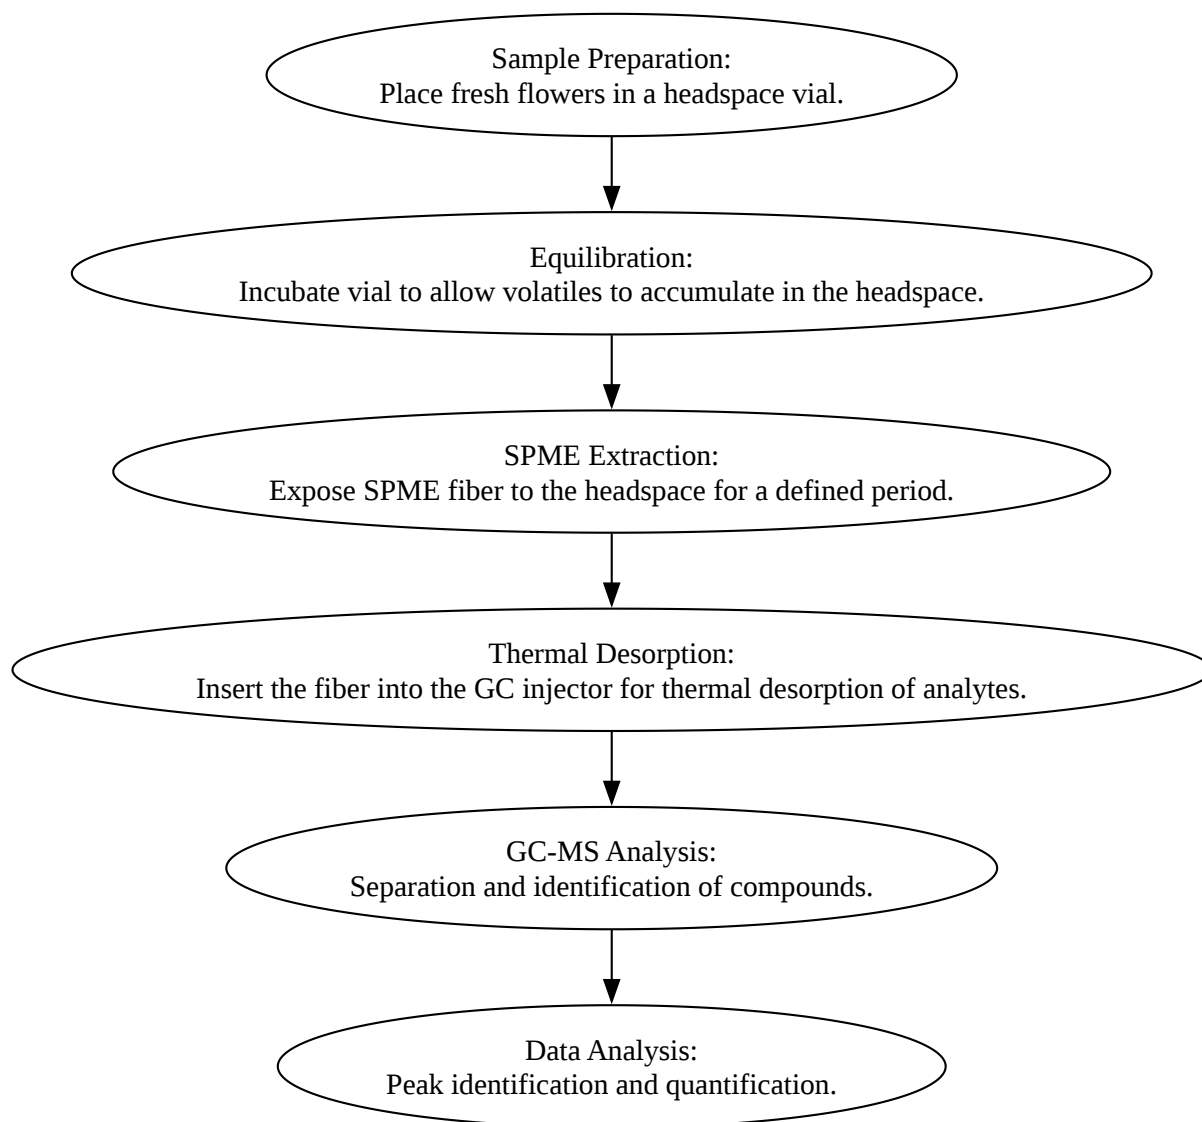 Sample Preparation:
Place fresh flowers in a headspace vial.
Equilibration:
Incubate vial to allow volatiles to accumulate in the headspace.
SPME Extraction:
Expose SPME fiber to the headspace for a defined period.
Thermal Desorption:
Insert the fiber into the GC injector for thermal desorption of analytes.
GC-MS Analysis:
Separation and identification of compounds.
Data Analysis:
Peak identification and quantification.